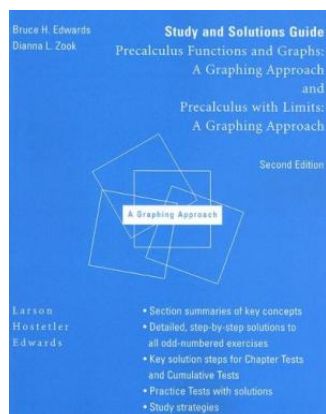 Bruce H. Edwards
Dianna L. Zook
Study and Solutions Guide
Precalculus Functions and Graphs:
A Graphing Approach
and
Precalculus with Limits:
A Graphing Approach
Second Edition
A Graphing Approach
Larson
Hostetler
Edwards
• Section summaries of key concepts
• Detailed, step-by-step solutions to
all odd-numbered exercises
• Key solution steps for Chapter Tests
and Cumulative Tests
• Practice Tests with solutions
• Study strategies